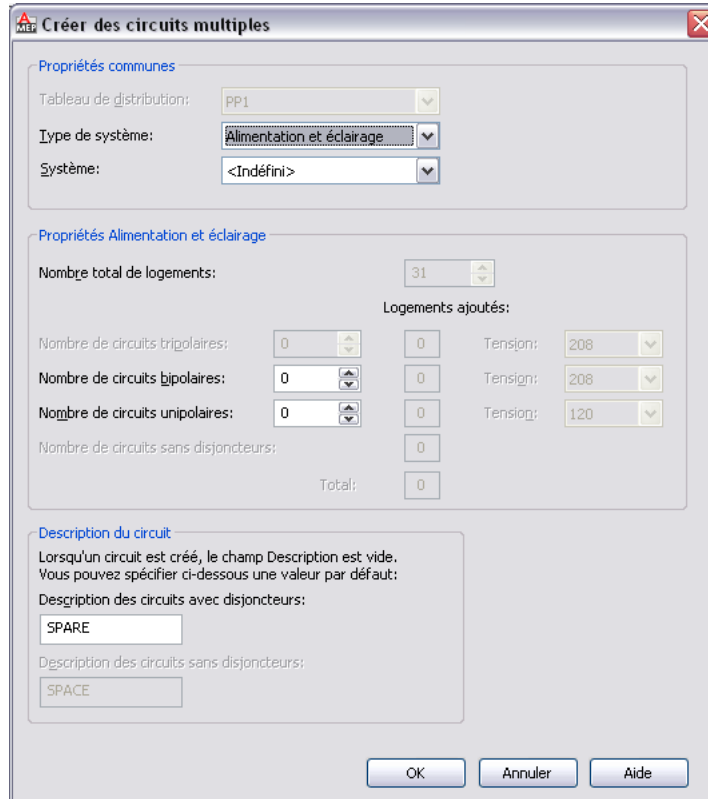 Créer des circuits multiples
Propriétés communes
Tableau de distribution: PP1
Type de système: Alimentation et éclairage
Système: <Indéfini>
Propriétés Alimentation et éclairage
Nombre total de logements: 31
Logements ajoutés:
Nombre de circuits tripolaires: 0 0 Tension: 208
Nombre de circuits bipolaires: 0 0 Tension: 208
Nombre de circuits unipolaires: 0 0 Tension: 120
Nombre de circuits sans disjoncteurs: 0
Total: 0
Description du circuit
Lorsqu'un circuit est créé, le champ Description est vide.
Vous pouvez spécifier ci-dessous une valeur par défaut:
Description des circuits avec disjoncteurs:
SPARE
Description des circuits sans disjoncteurs:
SPACE
OK Annuler Aide